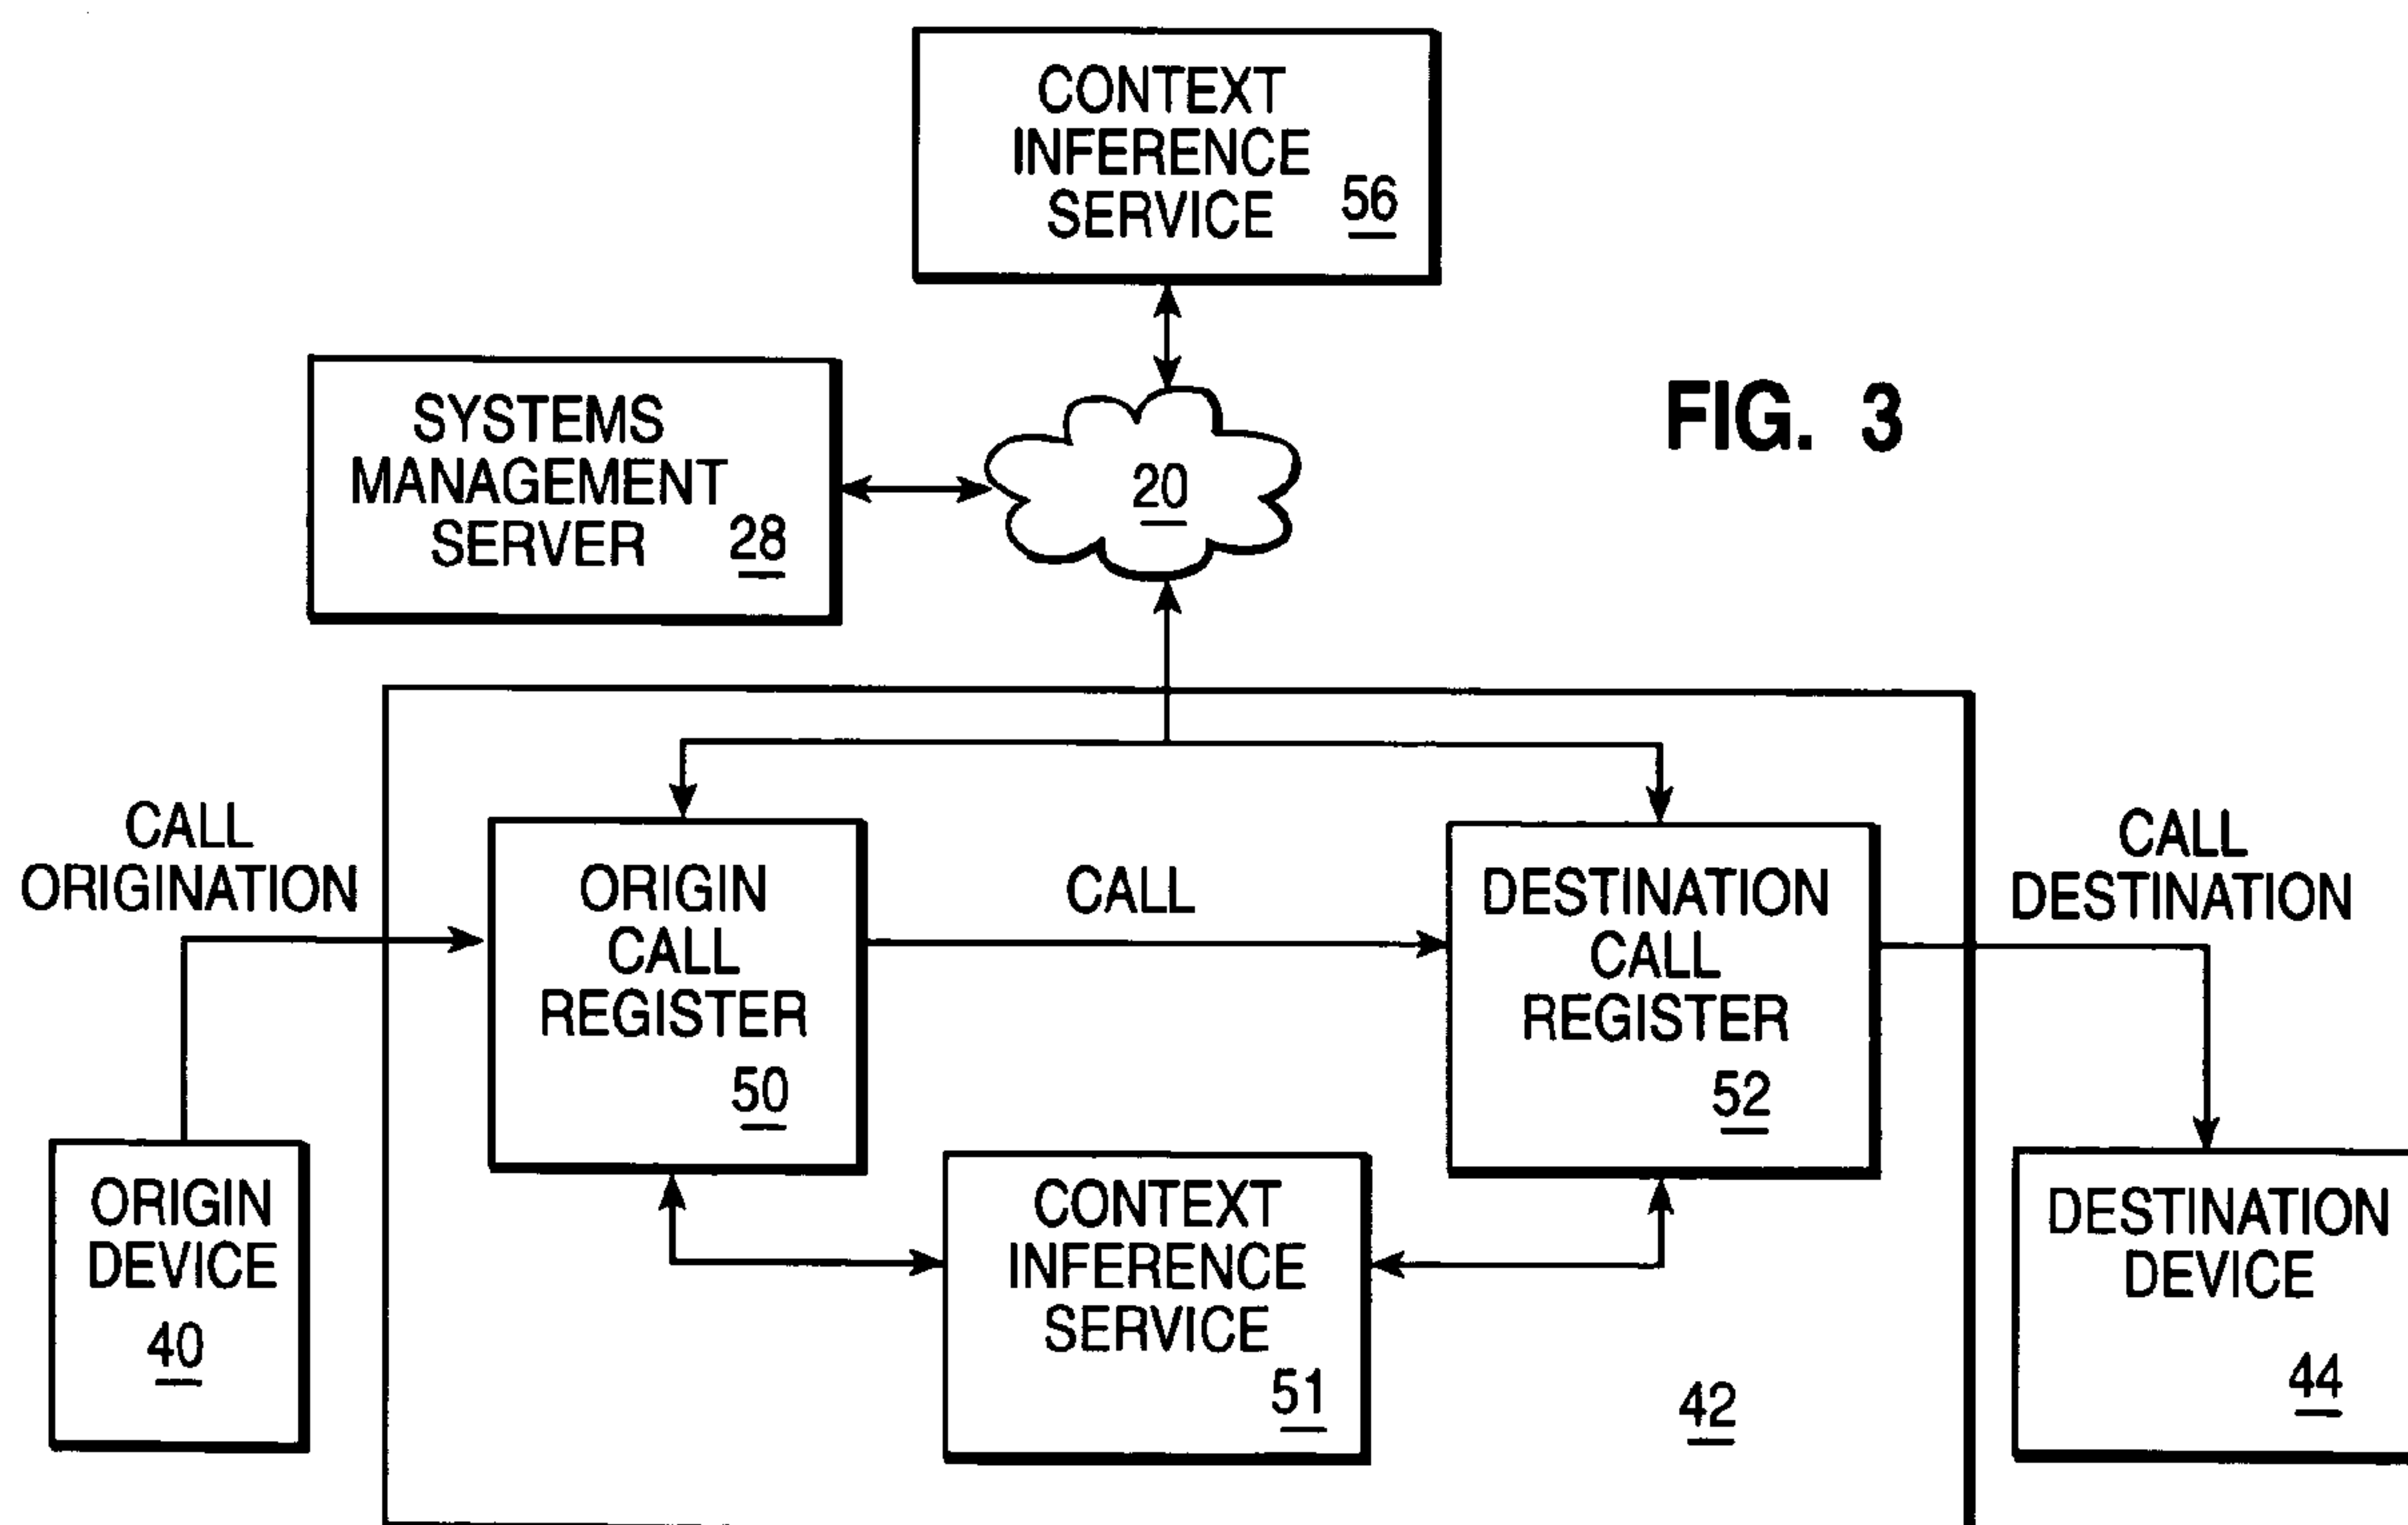 CONTEXT
INFERENCE
SERVICE 56
SYSTEMS
MANAGEMENT
SERVER 28
20
FIG. 3
CALL
ORIGINATION
ORIGIN
CALL
REGISTER
50
CALL
DESTINATION
CALL
REGISTER
52
CALL
DESTINATION
ORIGIN
DEVICE
40
CONTEXT
INFERENCE
SERVICE
51
42
DESTINATION
DEVICE
44